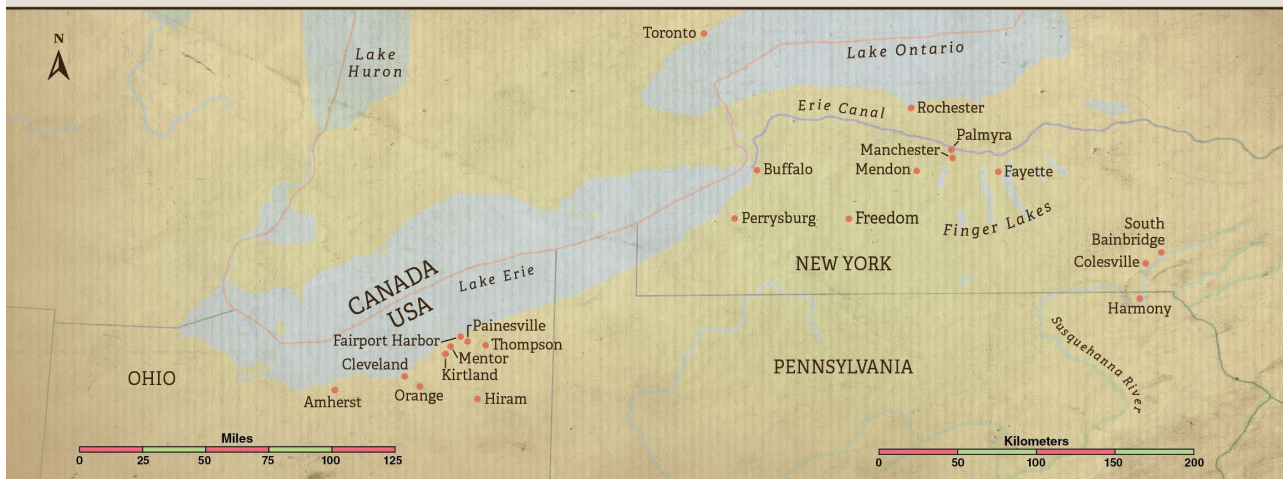 N
Toronto
Lake
Huron
Lake Ontario
Erie Canal
Rochester
Palmyra
Manchester
Buffalo
Mendon
Fayette
Perrysburg
Freedom
Finger Lakes
South
Bainbridge
NEW YORK
Colesville
CANADA
USA
Lake Erie
Harmony
Painesville
Fairport Harbor
Thompson
Mentor
Cleveland
Kirtland
Susquehanna River
PENNSYLVANIA
OHIO
Orange
Hiram
Amherst
Miles
0 25 50 75 100 125
Kilometers
0 50 100 150 200